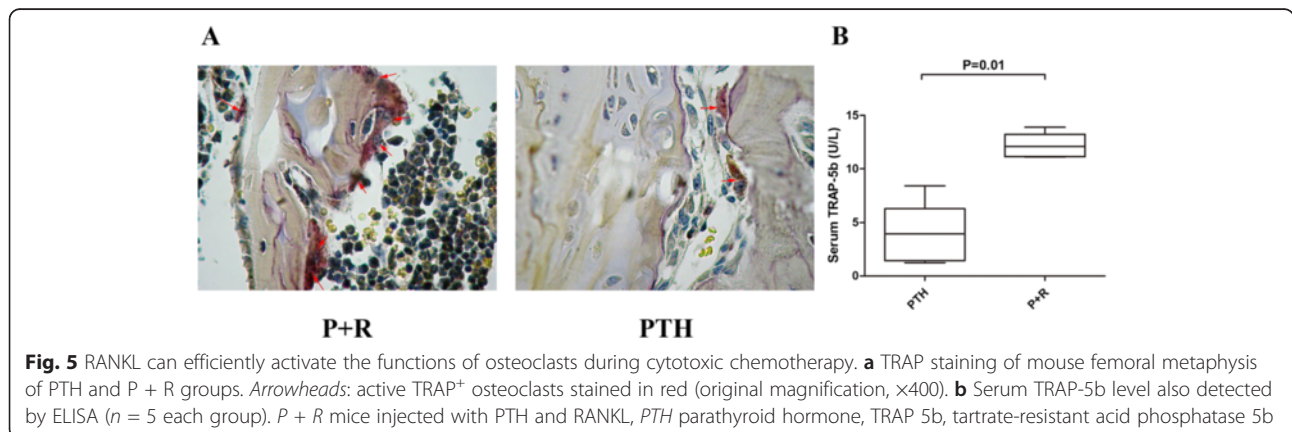 A
B
P=0.01
15
10
5
0
Serum TRAP-5b (U/L)
PTH
P+R
P+R
PTH
Fig. 5 RANKL can efficiently activate the functions of osteoclasts during cytotoxic chemotherapy. a TRAP staining of mouse femoral metaphysis
of PTH and P + R groups. Arrowheads: active TRAP⁺ osteoclasts stained in red (original magnification, ×400). b Serum TRAP-5b level also detected
by ELISA (n = 5 each group). P + R mice injected with PTH and RANKL, PTH parathyroid hormone, TRAP 5b, tartrate-resistant acid phosphatase 5b